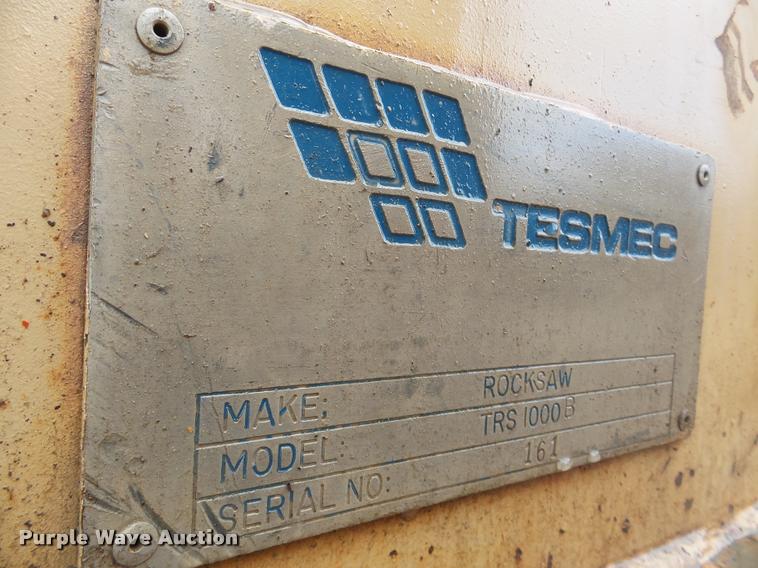 TESMEC
MAKE: ROCKSAW
MODEL: TRS 1000 B
SERIAL NO: 161
Purple Wave Auction